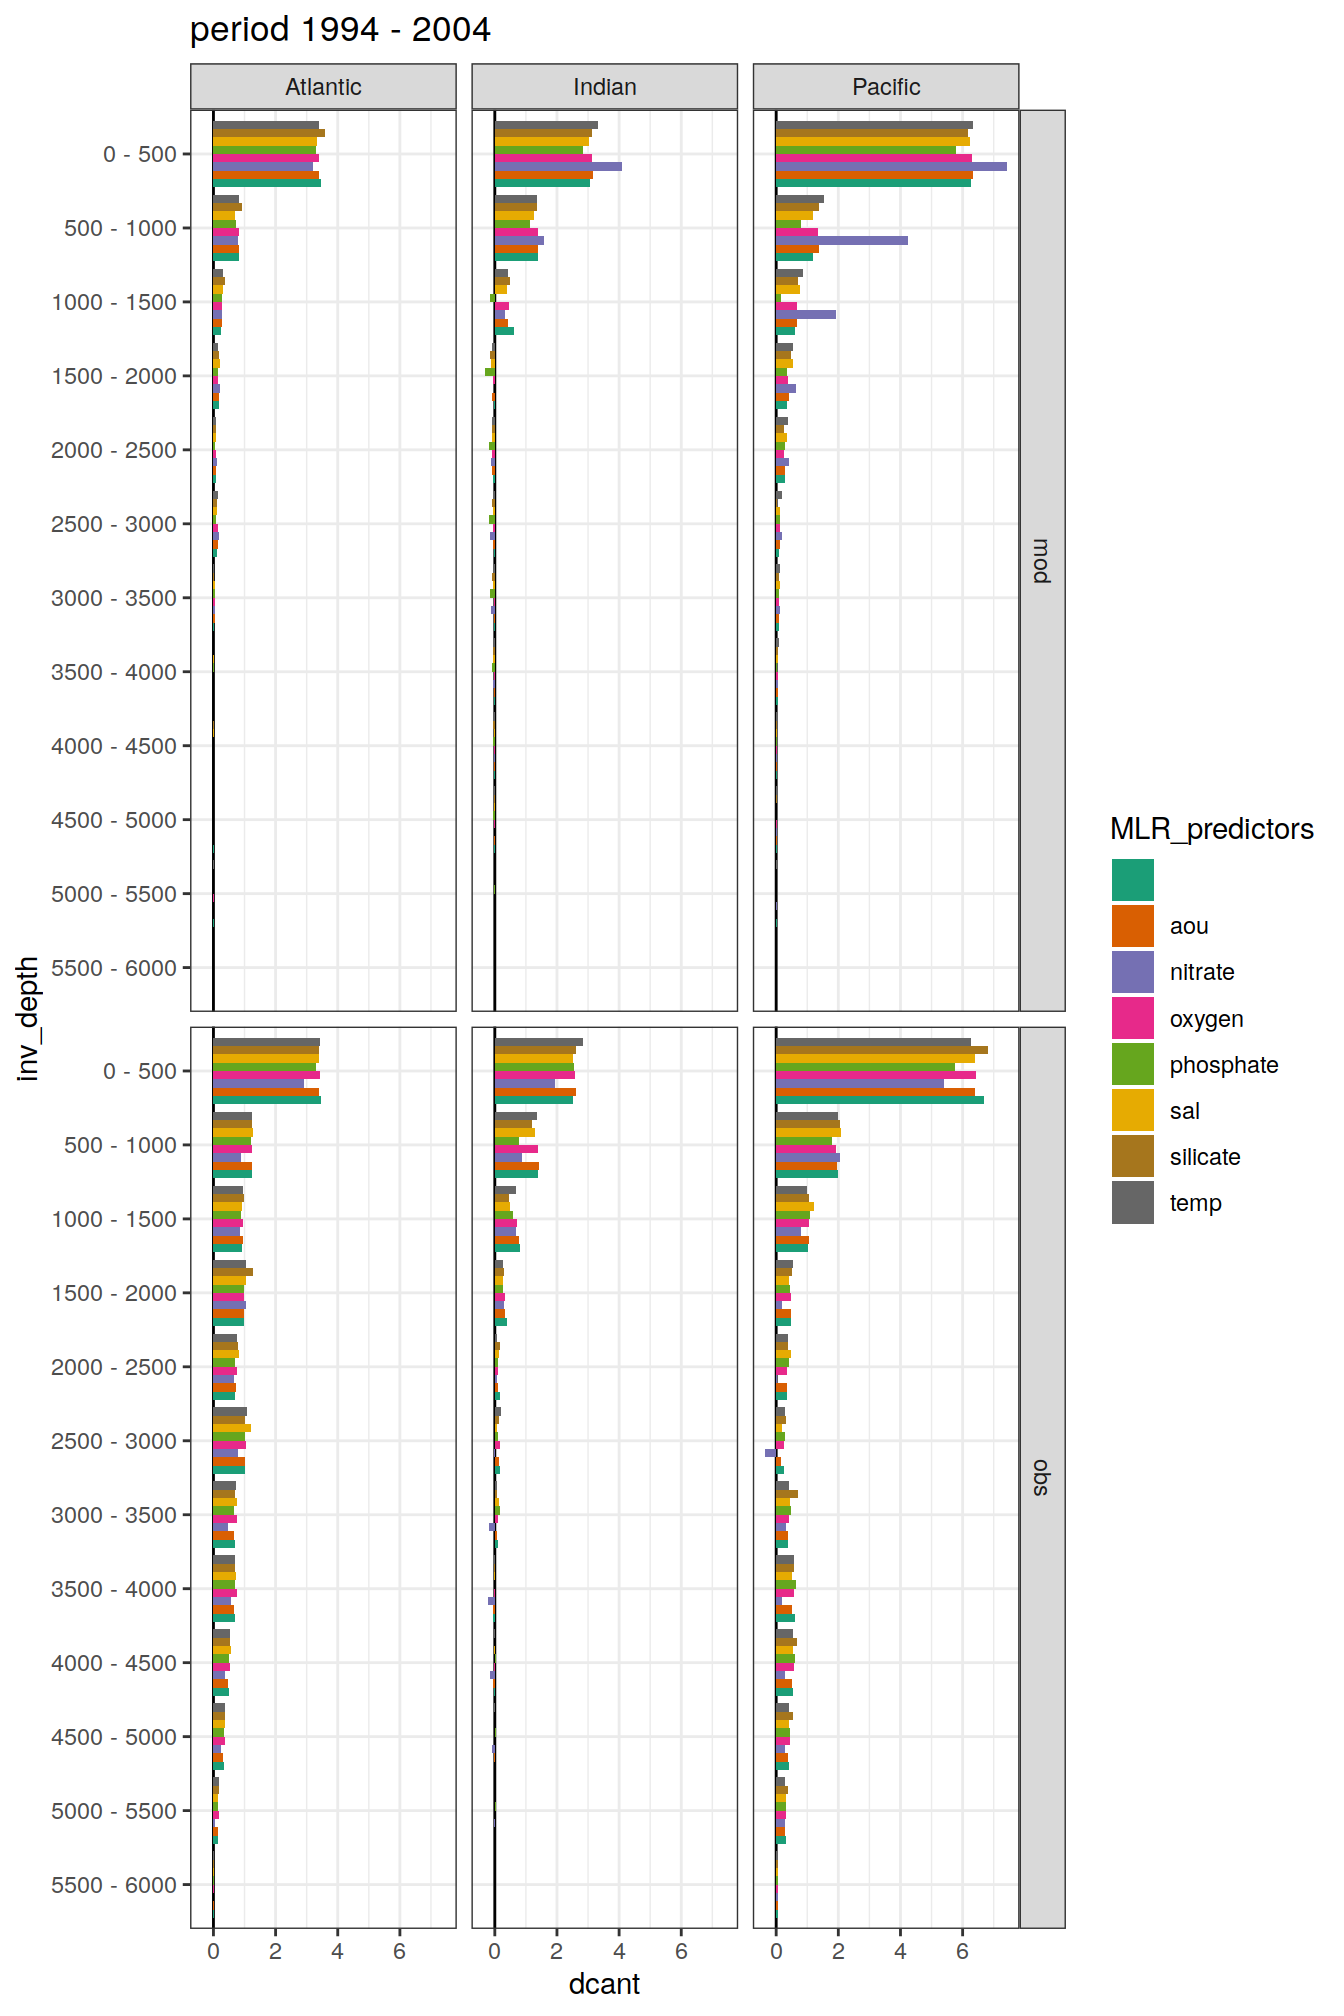 period 1994 - 2004
Atlantic Indian Pacific
0 - 500
500 - 1000
1000 - 1500
1500 - 2000
2000 - 2500
2500 - 3000
3000 - 3500
3500 - 4000
4000 - 4500
4500 - 5000
5000 - 5500
5500 - 6000
mod
0 - 500
500 - 1000
1000 - 1500
1500 - 2000
2000 - 2500
2500 - 3000
3000 - 3500
3500 - 4000
4000 - 4500
4500 - 5000
5000 - 5500
5500 - 6000
obs
inv_depth
0 2 4 6 0 2 4 6 0 2 4 6
dcant
MLR_predictors
aou
nitrate
oxygen
phosphate
sal
silicate
temp